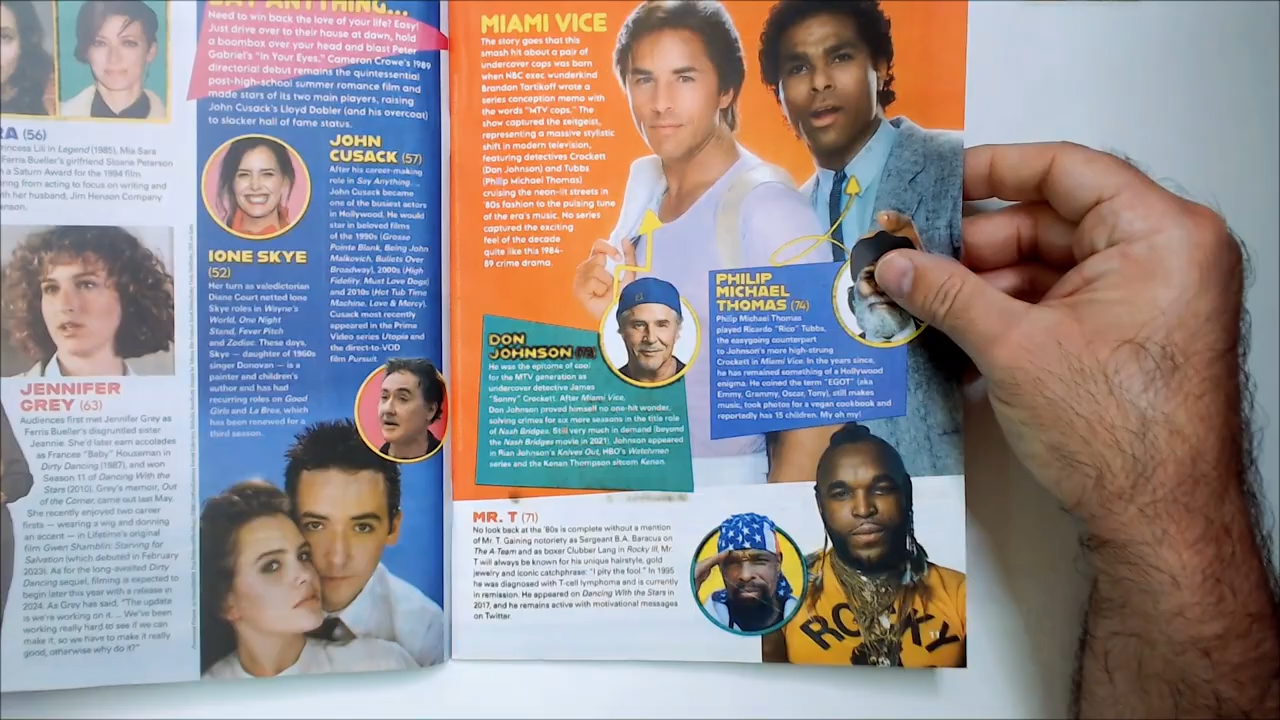 RA (56)
Princess Lili in Legend (1985), Mia Sara
Ferris Bueller's girlfriend Sloane Peterson
a Saturn Award for the 1994 film
ring from acting to focus on writing and
th her husband, Jim Henson Company
enson.
JENNIFER
GREY (63)
Audiences first met Jennifer Grey as
Ferris Bueller's disgruntled sister
Jeannie. She'd later earn accolades
as Frances "Baby" Houseman in
Dirty Dancing (1987), and won
Season 11 of Dancing With the
Stars (2010). Grey's memoir, Out
of the Corner, came out last May.
She recently enjoyed two career
firsts — wearing a wig and donning
an accent — in Lifetime's original
film Gwen Shamblin: Starving for
Salvation (which debuted in February
2023). As for the long-awaited Dirty
Dancing sequel, filming is expected to
begin later this year with a release in
2024. As Grey has said, "The update
is we're working on it. ... We've been
working really hard to see if we can
make it, so we have to make it really
good, otherwise why do it?"
SAY ANYTHING...
Need to win back the love of your life? Easy!
Just drive over to their house at dawn, hold
a boombox over your head and blast Peter
Gabriel's "In Your Eyes." Cameron Crowe's 1989
directorial debut remains the quintessential
post-high-school summer romance film and
made stars of its two main players, raising
John Cusack's Lloyd Dobler (and his overcoat)
to slacker hall of fame status.
IONE SKYE
(52)
Her turn as valedictorian
Diane Court netted Ione
Skye roles in Wayne's
World, One Night
Stand, Fever Pitch
and Zodiac. These days,
Skye — daughter of 1960s
singer Donovan — is a
painter and children's
author and has had
recurring roles on Good
Girls and La Brea, which
has been renewed for a
third season.
JOHN
CUSACK (57)
After his career-making
role in Say Anything...,
John Cusack became
one of the busiest actors
in Hollywood. He would
star in beloved films
of the 1990s (Grosse
Pointe Blank, Being John
Malkovich, Bullets Over
Broadway), 2000s (High
Fidelity, Must Love Dogs)
and 2010s (Hot Tub Time
Machine, Love & Mercy).
Cusack most recently
appeared in the Prime
Video series Utopia and
the direct-to-VOD
film Pursuit.
MIAMI VICE
The story goes that this
smash hit about a pair of
undercover cops was born
when NBC exec wunderkind
Brandon Tartikoff wrote a
series conception memo with
the words "MTV cops." The
show captured the zeitgeist,
representing a massive stylistic
shift in modern television,
featuring detectives Crockett
(Don Johnson) and Tubbs
(Philip Michael Thomas)
cruising the neon-lit streets in
'80s fashion to the pulsing tune
of the era's music. No series
captured the exciting
feel of the decade
quite like this 1984-
89 crime drama.
DON
JOHNSON
He was the epitome of cool
for the MTV generation as
undercover detective James
"Sonny" Crockett. After Miami Vice,
Don Johnson proved himself no one-hit wonder,
solving crimes for six more seasons in the title role
of Nash Bridges. Still very much in demand (beyond
the Nash Bridges movie in 2021), Johnson appeared
in Rian Johnson's Knives Out, HBO's Watchmen
series and the Kenan Thompson sitcom Kenan.
PHILIP
MICHAEL
THOMAS (74)
Philip Michael Thomas
played Ricardo "Rico" Tubbs,
the easygoing counterpart
to Johnson's more high-strung
Crockett in Miami Vice. In the years since,
he has remained something of a Hollywood
enigma. He coined the term "EGOT" (aka
Emmy, Grammy, Oscar, Tony), still makes
music, took photos for a vegan cookbook and
reportedly has 15 children. My oh my!
MR. T (71)
No look back at the '80s is complete without a mention
of Mr. T. Gaining notoriety as Sergeant B.A. Baracus on
The A-Team and as boxer Clubber Lang in Rocky III, Mr.
T will always be known for his unique hairstyle, gold
jewelry and iconic catchphrase: "I pity the fool." In 1995
he was diagnosed with T-cell lymphoma and is currently
in remission. He appeared on Dancing With the Stars in
2017, and he remains active with motivational messages
on Twitter.
ROCKY
11